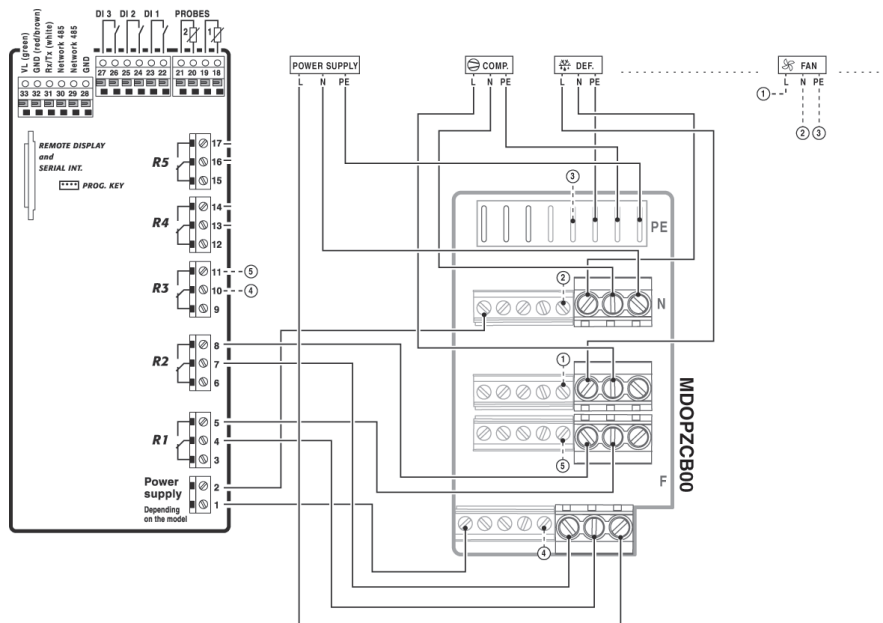 DI 3 DI 2 DI 1 PROBES
2 1
VL (green)
GND (red/brown)
Rx/Tx (white)
Network 485
Network 485
GND
27 26 25 24 23 22 21 20 19 18
33 32 31 30 29 28
REMOTE DISPLAY
and
SERIAL INT.
PROG. KEY
R5
17
16
15
R4
14
13
12
R3
11 5
10 4
9
R2
8
7
6
R1
5
4
3
Power
supply
Depending
on the model
2
1
POWER SUPPLY
L N PE
COMP.
L N PE
DEF.
L N PE
FAN
L N PE
1
2 3
3
PE
2
N
1
5
F
4
MDOPZCB00